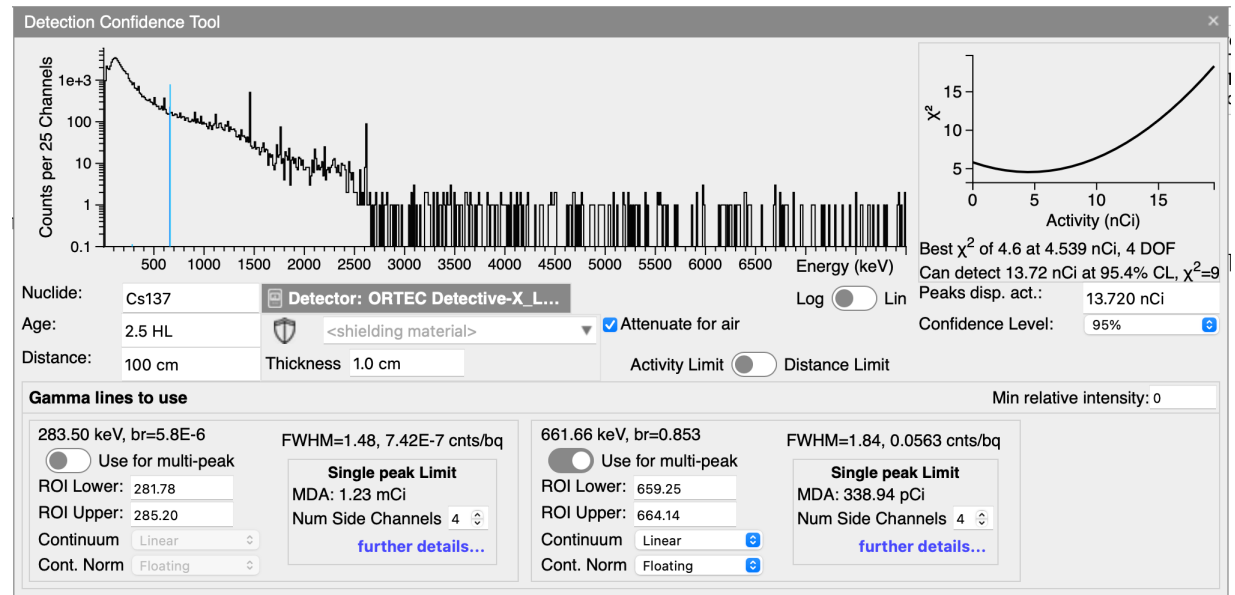 Detection Confidence Tool
×
Counts per 25 Channels
1e+3
100
10
1
0.1
500 1000 1500 2000 2500 3000 3500 4000 4500 5000 5500 6000 6500 Energy (keV)
χ²
15
10
5
0 5 10 15
Activity (nCi)
Best χ² of 4.6 at 4.539 nCi, 4 DOF
Can detect 13.72 nCi at 95.4% CL, χ²=9
Nuclide: Cs137
Detector: ORTEC Detective-X_L...
Log Lin
Peaks disp. act.: 13.720 nCi
Age: 2.5 HL
<shielding material>
Attenuate for air
Confidence Level: 95%
Distance: 100 cm
Thickness 1.0 cm
Activity Limit Distance Limit
Gamma lines to use
Min relative intensity: 0
283.50 keV, br=5.8E-6
FWHM=1.48, 7.42E-7 cnts/bq
Use for multi-peak
ROI Lower: 281.78
ROI Upper: 285.20
Continuum Linear
Cont. Norm Floating
Single peak Limit
MDA: 1.23 mCi
Num Side Channels 4
further details...
661.66 keV, br=0.853
FWHM=1.84, 0.0563 cnts/bq
Use for multi-peak
ROI Lower: 659.25
ROI Upper: 664.14
Continuum Linear
Cont. Norm Floating
Single peak Limit
MDA: 338.94 pCi
Num Side Channels 4
further details...